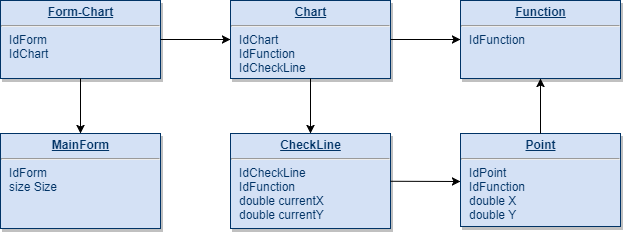 Form-Chart
IdForm
IdChart
Chart
IdChart
IdFunction
IdCheckLine
Function
IdFunction
MainForm
IdForm
size Size
CheckLine
IdCheckLine
IdFunction
double currentX
double currentY
Point
IdPoint
IdFunction
double X
double Y